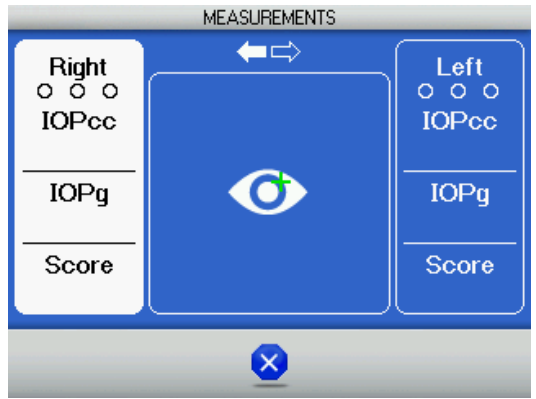 MEASUREMENTS
Right
IOPcc
IOPg
Score
Left
IOPcc
IOPg
Score